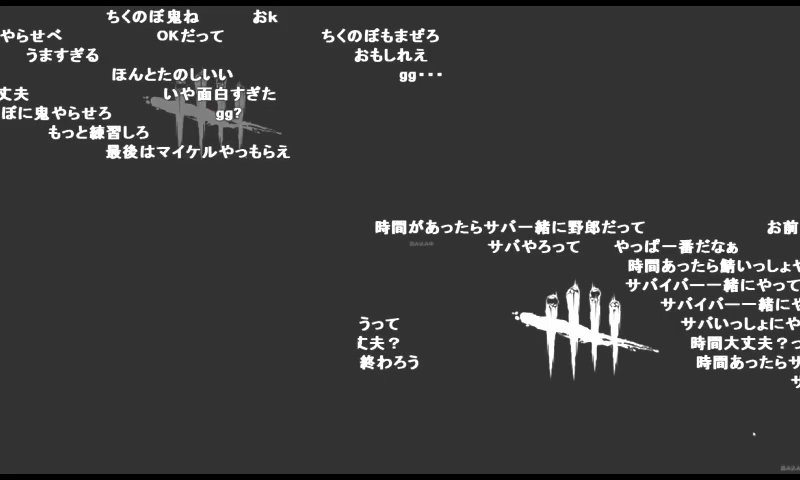 ちくのぼ鬼ね
おk
やらせべ
OKだって
ちくのぼもまぜろ
うますぎる
おもしれえ
ほんとたのしいい
gg・・・
丈夫
いや面白すぎた
ぼに鬼やらせろ
gg?
もっと練習しろ
最後はマイケルやっもらえ
時間があったらサバー緒に野郎だって
お前
サバやろって
やっぱ一番だなぁ
時間あったら鯖いっしょや
サバイバー一緒にやって
サバイバー一緒にや
うって
サバいっしょにや
丈夫？
時間大丈夫？っ
終わろう
時間あったらサ
サ